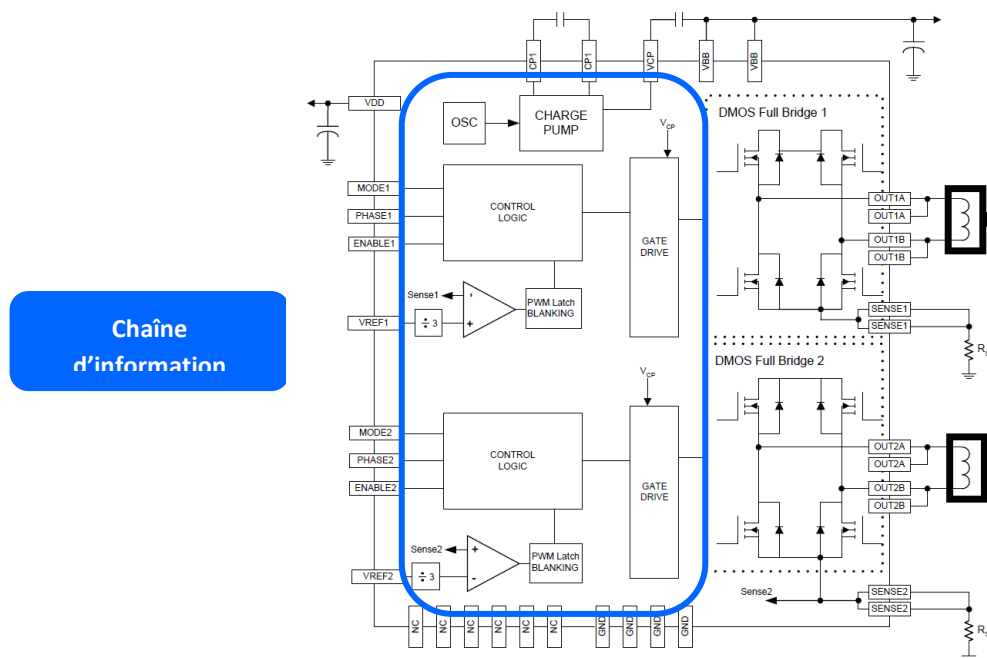 CP1
CP1
VCP
VBB
VBB
VDD
OSC
CHARGE
PUMP
DMOS Full Bridge 1
VCP
MODE1
PHASE1
ENABLE1
CONTROL
LOGIC
GATE
DRIVE
OUT1A
OUT1A
OUT1B
OUT1B
Sense1
-
+
PWM Latch
BLANKING
VREF1
÷ 3
SENSE1
SENSE1
Chaîne
d'information
DMOS Full Bridge 2
VCP
MODE2
PHASE2
ENABLE2
CONTROL
LOGIC
GATE
DRIVE
OUT2A
OUT2A
OUT2B
OUT2B
Sense2
+
-
PWM Latch
BLANKING
VREF2
÷ 3
Sense2
SENSE2
SENSE2
NC
NC
NC
NC
NC
NC
GND
GND
GND
GND